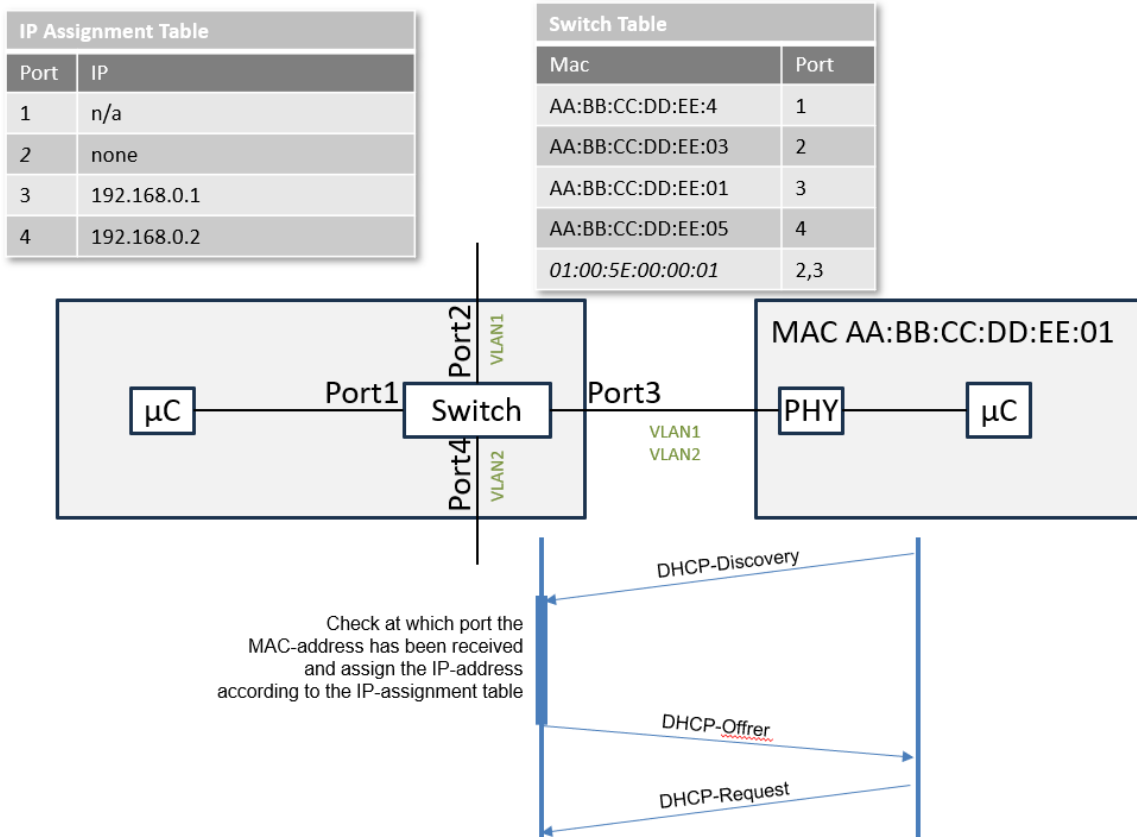 IP Assignment Table
Port IP
1 n/a
2 none
3 192.168.0.1
4 192.168.0.2
Switch Table
Mac Port
AA:BB:CC:DD:EE:4 1
AA:BB:CC:DD:EE:03 2
AA:BB:CC:DD:EE:01 3
AA:BB:CC:DD:EE:05 4
01:00:5E:00:00:01 2,3
Port2
VLAN1
µC
Port1
Switch
Port4
VLAN2
Port3
VLAN1
VLAN2
MAC AA:BB:CC:DD:EE:01
PHY
µC
DHCP-Discovery
Check at which port the
MAC-address has been received
and assign the IP-address
according to the IP-assignment table
DHCP-Offrer
DHCP-Request